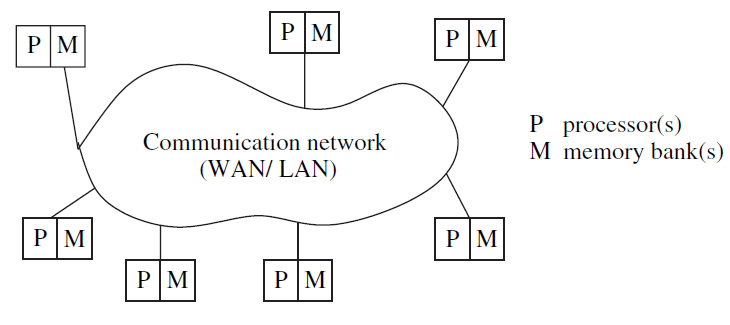 P M
P M
P M
Communication network
(WAN/ LAN)
P processor(s)
M memory bank(s)
P M
P M
P M
P M